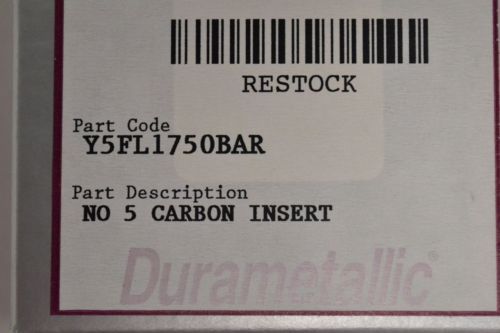 RESTOCK
Part Code
Y5FL1750BAR
Part Description
NO 5 CARBON INSERT
Durametallic®